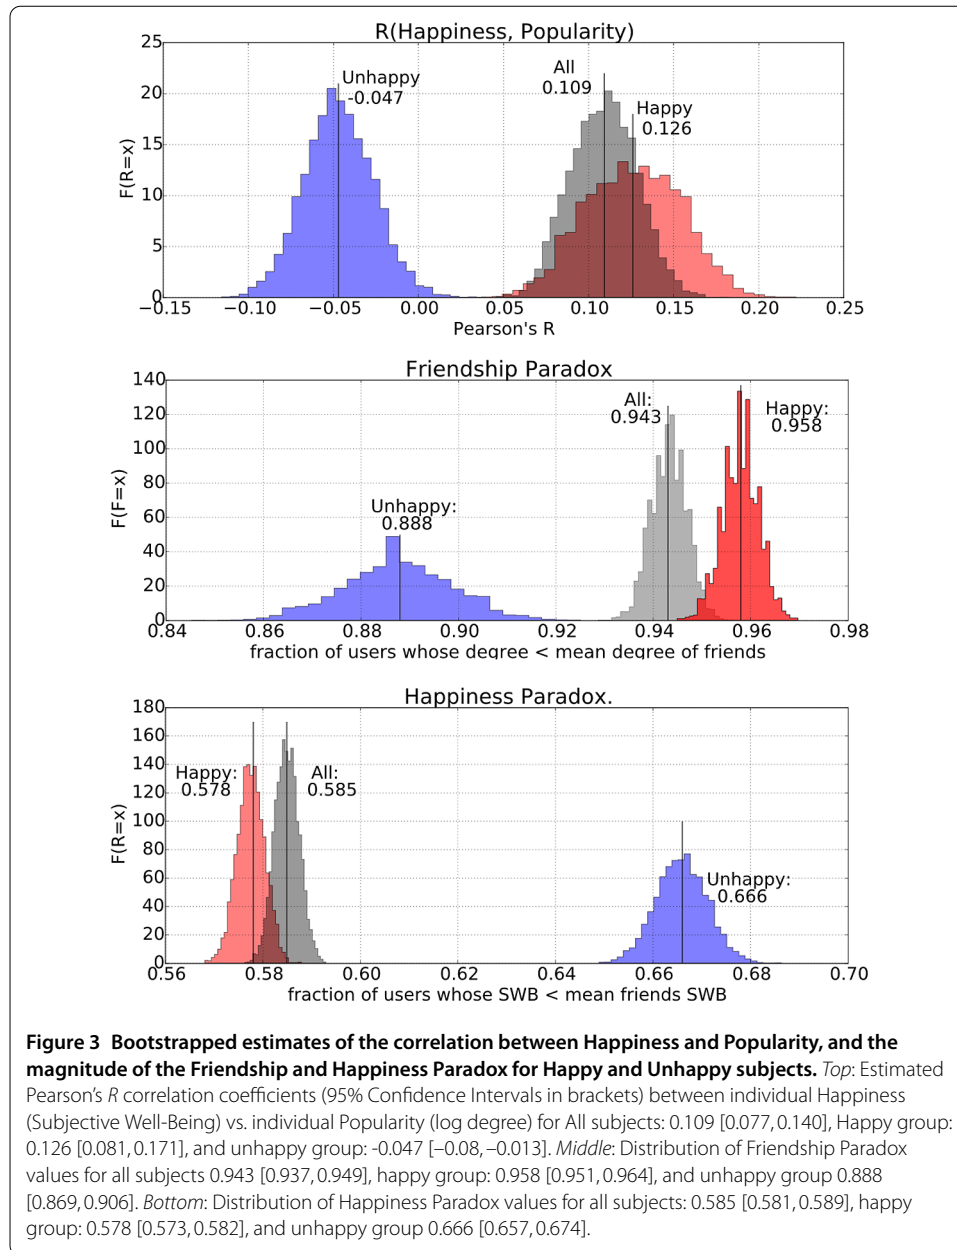 R(Happiness, Popularity)
25
20
15
10
5
0
F(R=x)
Unhappy
-0.047
All
0.109
Happy
0.126
−0.15 −0.10 −0.05 0.00 0.05 0.10 0.15 0.20 0.25
Pearson's R
Friendship Paradox
140
120
100
80
60
40
20
0
F(F=x)
Unhappy:
0.888
All:
0.943
Happy:
0.958
0.84 0.86 0.88 0.90 0.92 0.94 0.96 0.98
fraction of users whose degree < mean degree of friends
Happiness Paradox.
180
160
140
120
100
80
60
40
20
0
F(R=x)
Happy:
0.578
All:
0.585
Unhappy:
0.666
0.56 0.58 0.60 0.62 0.64 0.66 0.68 0.70
fraction of users whose SWB < mean friends SWB
Figure 3 Bootstrapped estimates of the correlation between Happiness and Popularity, and the
magnitude of the Friendship and Happiness Paradox for Happy and Unhappy subjects. Top: Estimated
Pearson's R correlation coefficients (95% Confidence Intervals in brackets) between individual Happiness
(Subjective Well-Being) vs. individual Popularity (log degree) for All subjects: 0.109 [0.077, 0.140], Happy group:
0.126 [0.081, 0.171], and unhappy group: -0.047 [–0.08, –0.013]. Middle: Distribution of Friendship Paradox
values for all subjects 0.943 [0.937, 0.949], happy group: 0.958 [0.951, 0.964], and unhappy group 0.888
[0.869, 0.906]. Bottom: Distribution of Happiness Paradox values for all subjects: 0.585 [0.581, 0.589], happy
group: 0.578 [0.573, 0.582], and unhappy group 0.666 [0.657, 0.674].